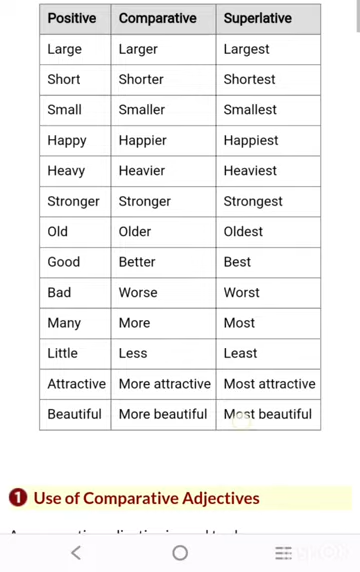 Positive Comparative Superlative
Large Larger Largest
Short Shorter Shortest
Small Smaller Smallest
Happy Happier Happiest
Heavy Heavier Heaviest
Stronger Stronger Strongest
Old Older Oldest
Good Better Best
Bad Worse Worst
Many More Most
Little Less Least
Attractive More attractive Most attractive
Beautiful More beautiful Most beautiful
1 Use of Comparative Adjectives